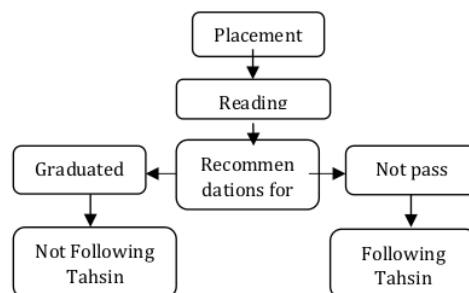 Placement
Reading
Graduated
Recommen
dations for
Not pass
Not Following
Tahsin
Following
Tahsin